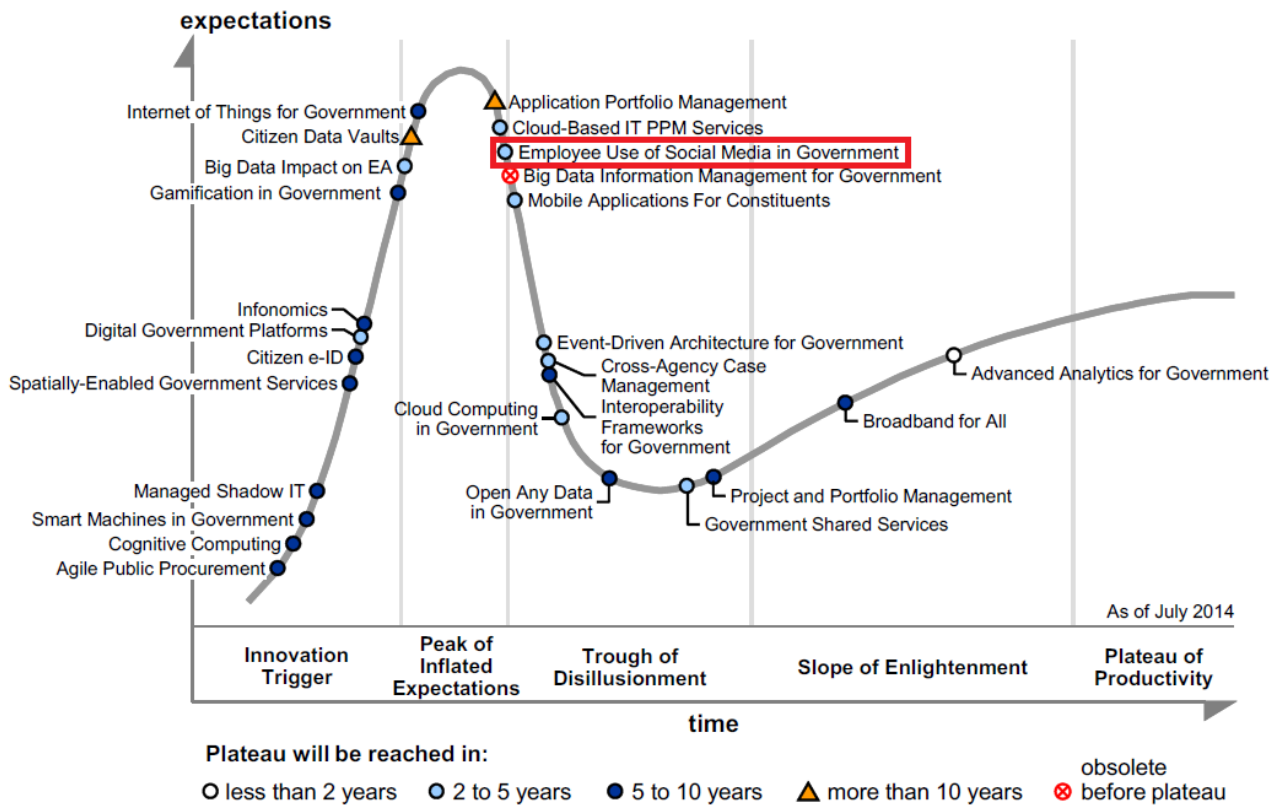 expectations
Internet of Things for Government
Citizen Data Vaults
Big Data Impact on EA
Gamification in Government
Application Portfolio Management
Cloud-Based IT PPM Services
Employee Use of Social Media in Government
Big Data Information Management for Government
Mobile Applications For Constituents
Infonomics
Digital Government Platforms
Citizen e-ID
Spatially-Enabled Government Services
Event-Driven Architecture for Government
Cross-Agency Case
Management
Interoperability
Frameworks
for Government
Cloud Computing
in Government
Advanced Analytics for Government
Broadband for All
Managed Shadow IT
Smart Machines in Government
Cognitive Computing
Agile Public Procurement
Open Any Data
in Government
Project and Portfolio Management
Government Shared Services
As of July 2014
Innovation
Trigger
Peak of
Inflated
Expectations
Trough of
Disillusionment
Slope of Enlightenment
Plateau of
Productivity
time
Plateau will be reached in:
less than 2 years
2 to 5 years
5 to 10 years
more than 10 years
obsolete
before plateau